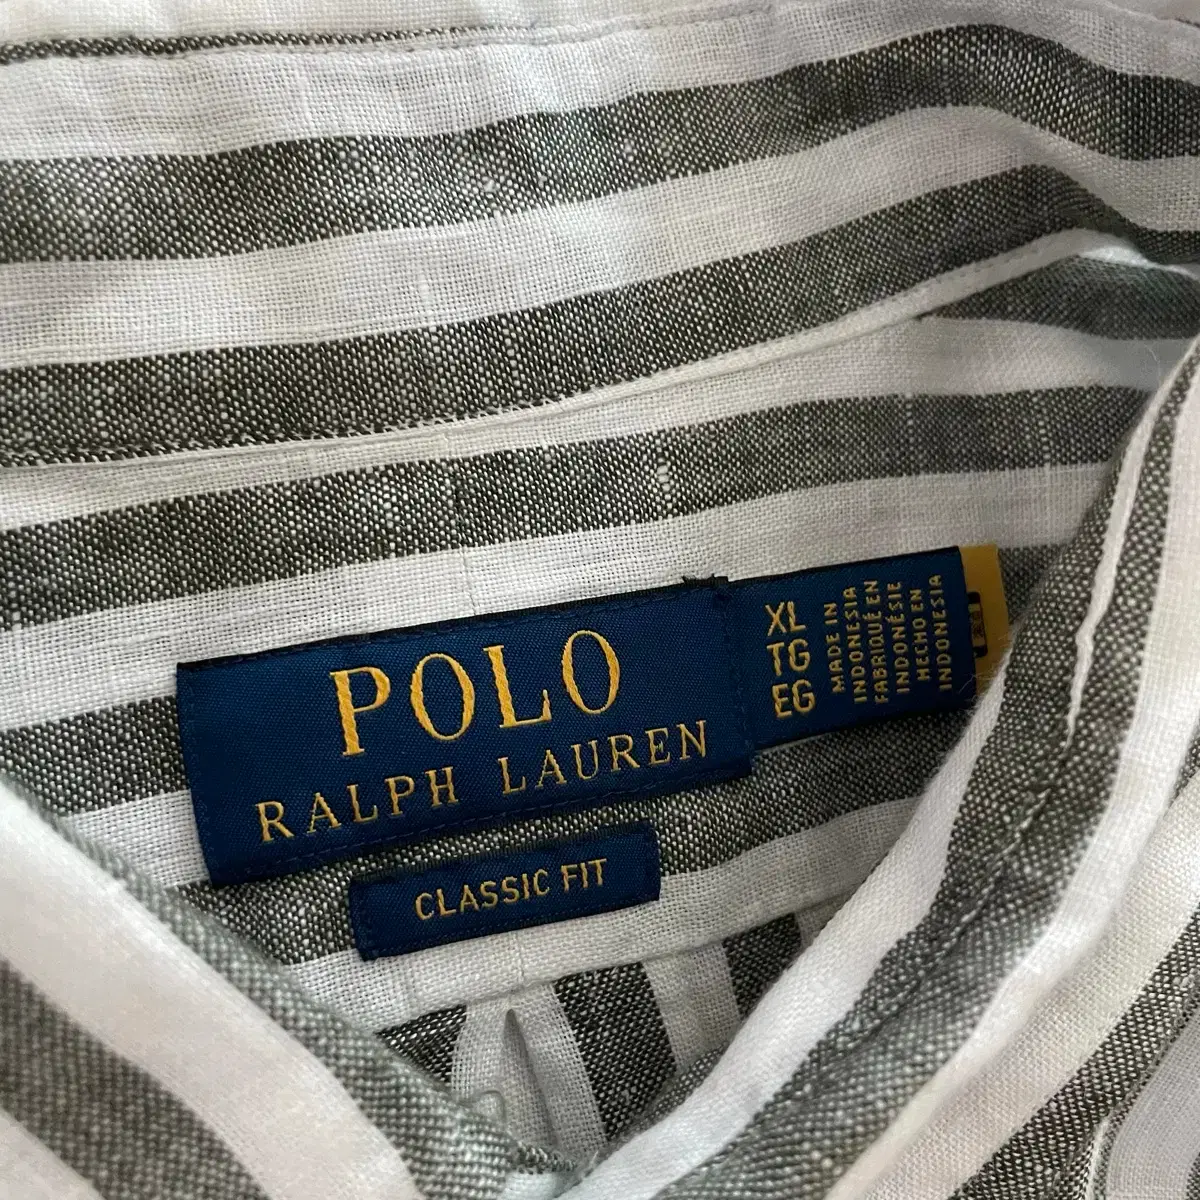 POLO
RALPH LAUREN
CLASSIC FIT
XL
TG
EG
MADE IN
INDONESIA
FABRIQUÉ EN
INDONÉSIE
HECHO EN
INDONESIA